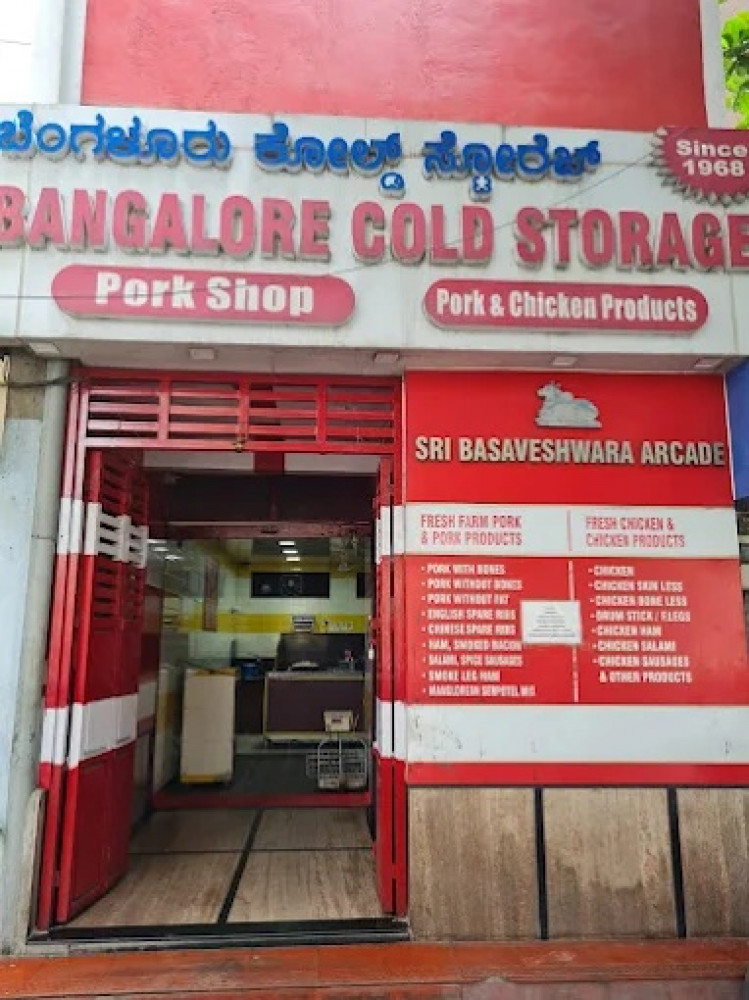 ಬೆಂಗಳೂರು ಕೋಲ್ಡ್ ಸ್ಟೋರೆಜ್
Since
1968
BANGALORE COLD STORAGE
Pork Shop
Pork & Chicken Products
SRI BASAVESHWARA ARCADE
FRESH FARM PORK
& PORK PRODUCTS
FRESH CHICKEN &
CHICKEN PRODUCTS
• PORK WITH BONES
• PORK WITHOUT BONES
• PORK WITHOUT FAT
• ENGLISH SPARE RIBS
• CHINESE SPARE RIBS
• HAM, SMOKED BACON
• SALAMI, SPICE SAUSAGES
• SMOKE LEG HAM
• MANGLOREAN
• CHICKEN
• CHICKEN SKIN LESS
• CHICKEN BONE LESS
• DRUM STICK /
• CHICKEN HAM
• CHICKEN SALAMI
• CHICKEN SAUSAGES
& OTHER PRODUCTS